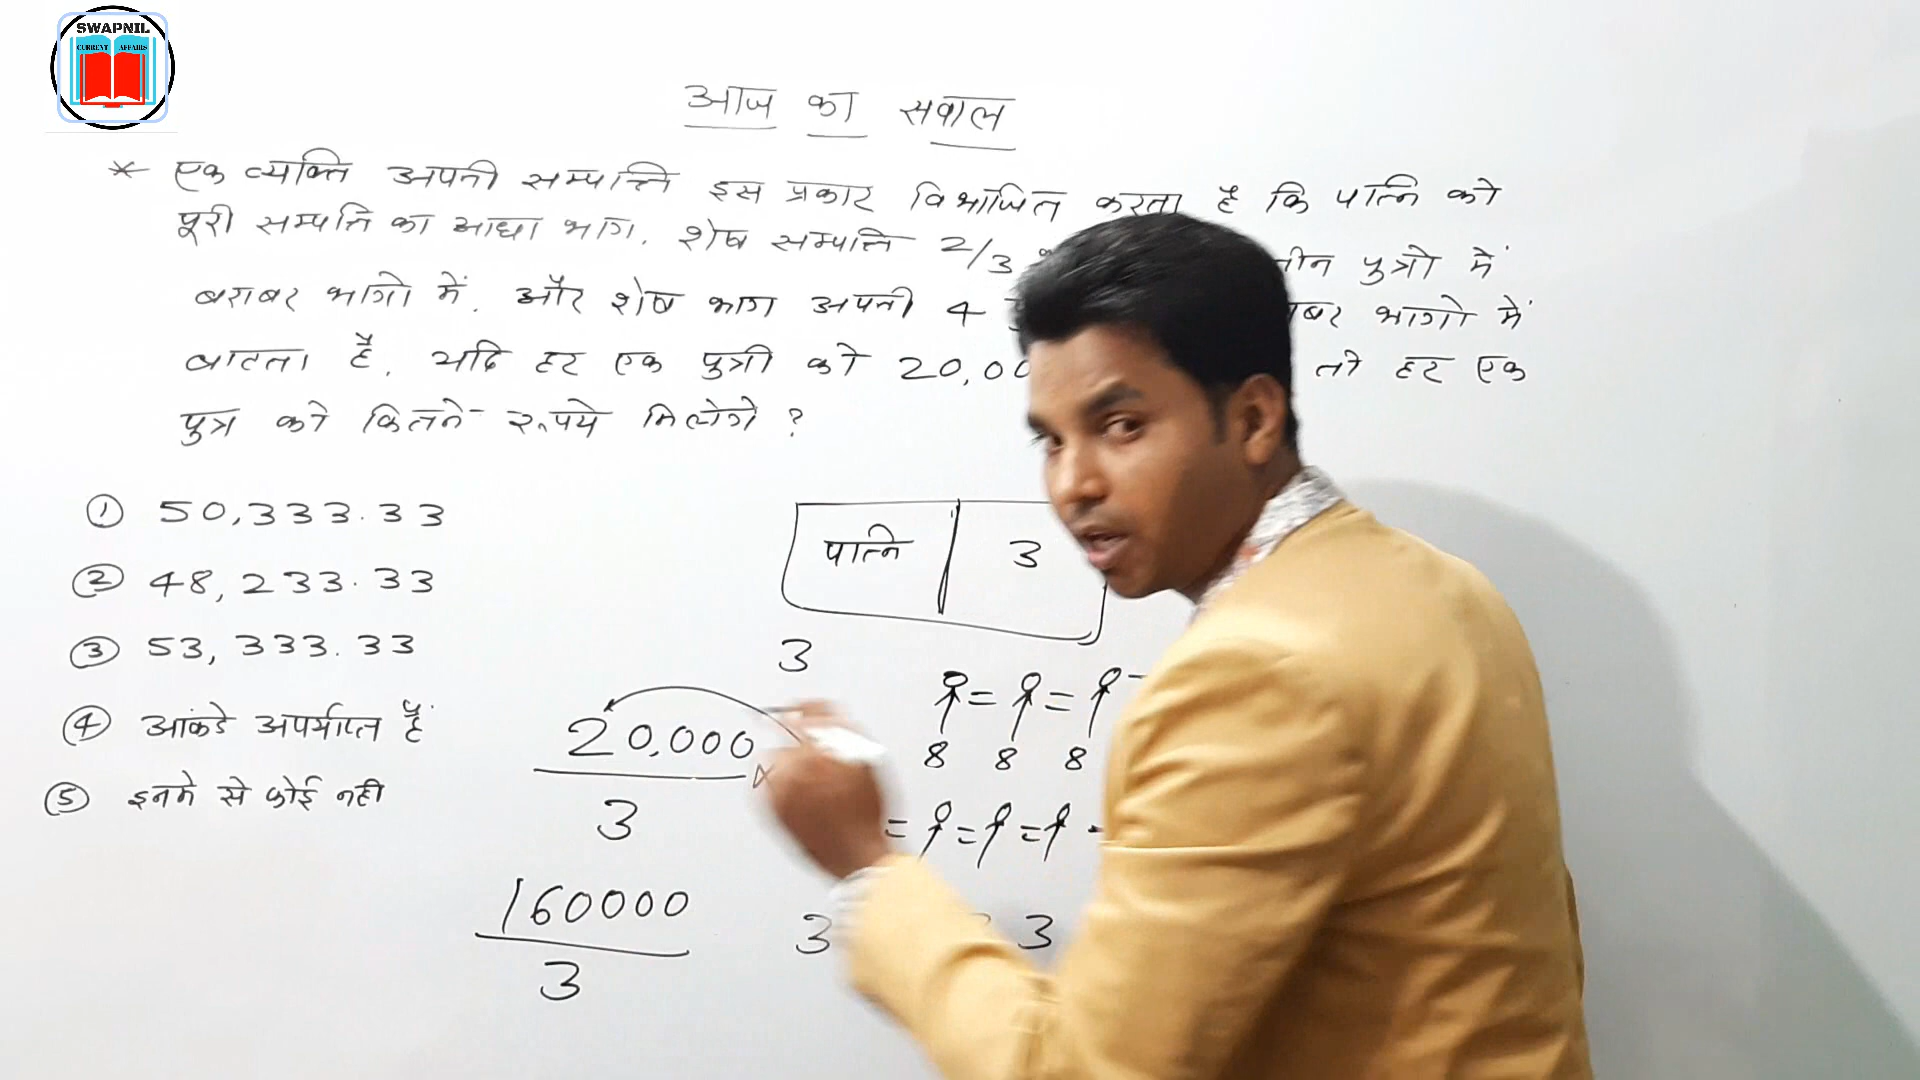 SWAPNIL
CURRENT AFFAIRS
आज का सवाल
* एक व्यक्ति अपनी सम्पत्ति इस प्रकार विभाजित करता है कि पत्नि को
पूरी सम्पत्ति का आधा भाग, शेष सम्पत्ति 2/3 तीन पुत्रो में
बराबर भागो में, और शेष भाग अपनी 4 भागो में
बाटता है. यदि हर एक पुत्री को 20,00 तो हर एक
पुत्र को कितने रूपये मिलेगे ?
① 50,333.33
② 48,233.33
③ 53,333.33
④ आंकडे अपर्याप्त हैं
⑤ इनमे से कोई नही
पत्नि 3
3
20,000
3
= =
8 8 8
= = =
160000
3
3 3